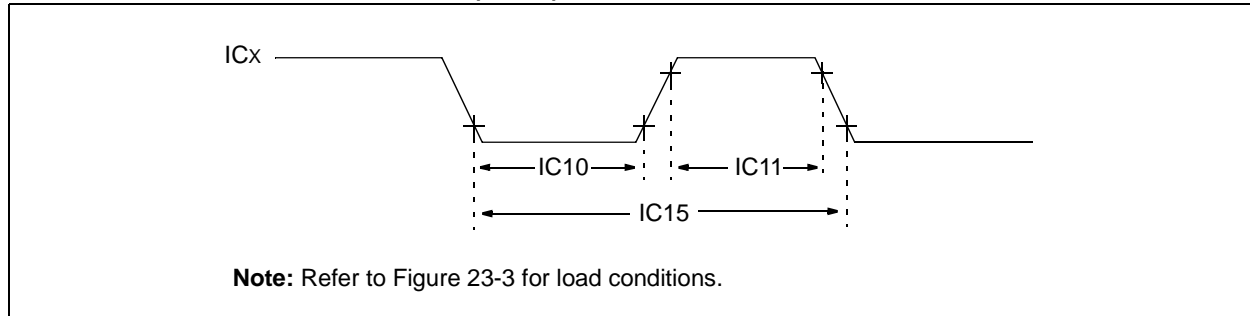 ICX
IC10
IC11
IC15
Note: Refer to Figure 23-3 for load conditions.